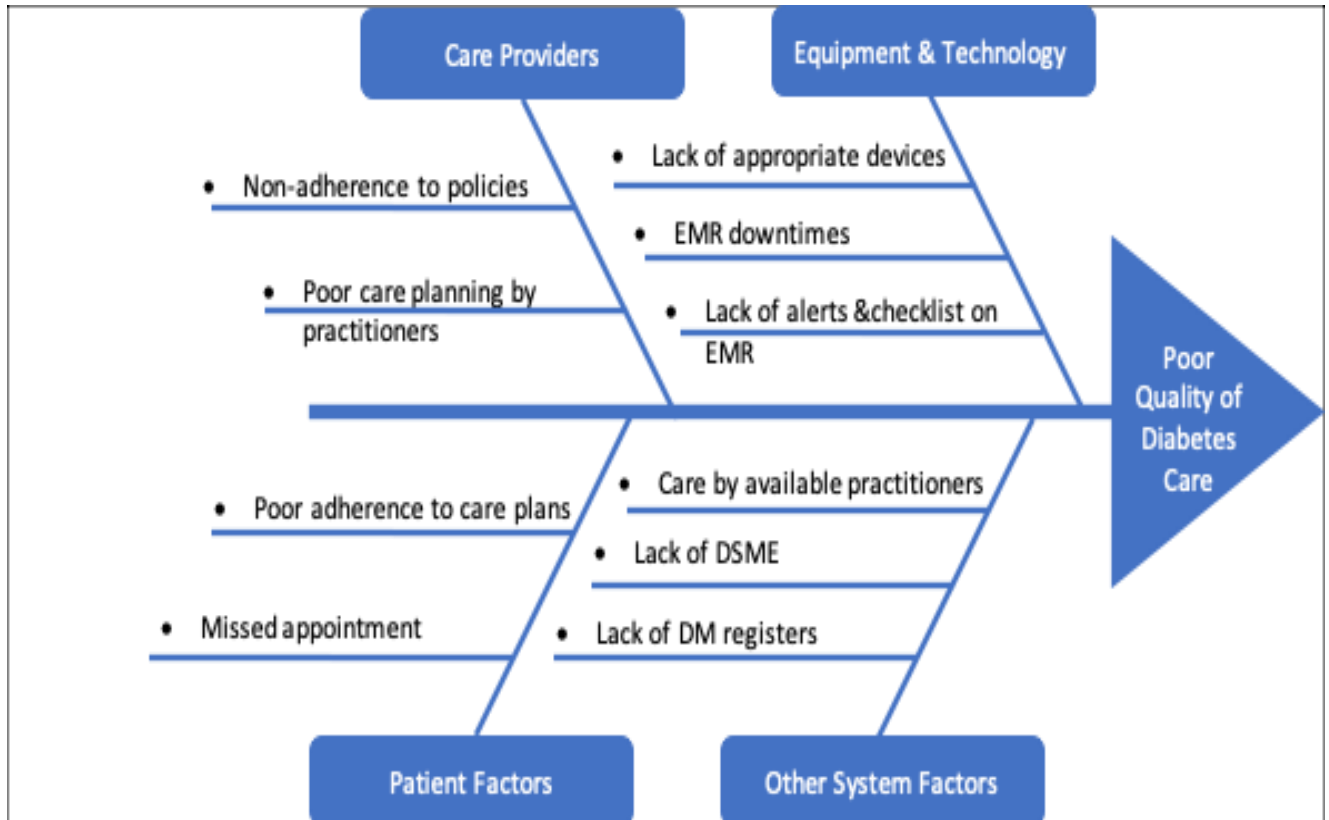 Care Providers
Equipment & Technology
• Non-adherence to policies
• Poor care planning by
practitioners
• Lack of appropriate devices
• EMR downtimes
• Lack of alerts &checklist on
EMR
Poor
Quality of
Diabetes
Care
• Poor adherence to care plans
• Missed appointment
• Care by available practitioners
• Lack of DSME
• Lack of DM registers
Patient Factors
Other System Factors